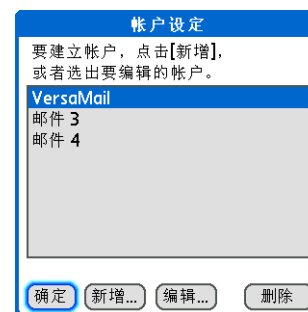 帐户设定
要建立帐户，点击[新增]，
或者选出要编辑的帐户。
VersaMail
邮件 3
邮件 4
确定 新增... 编辑... 删除